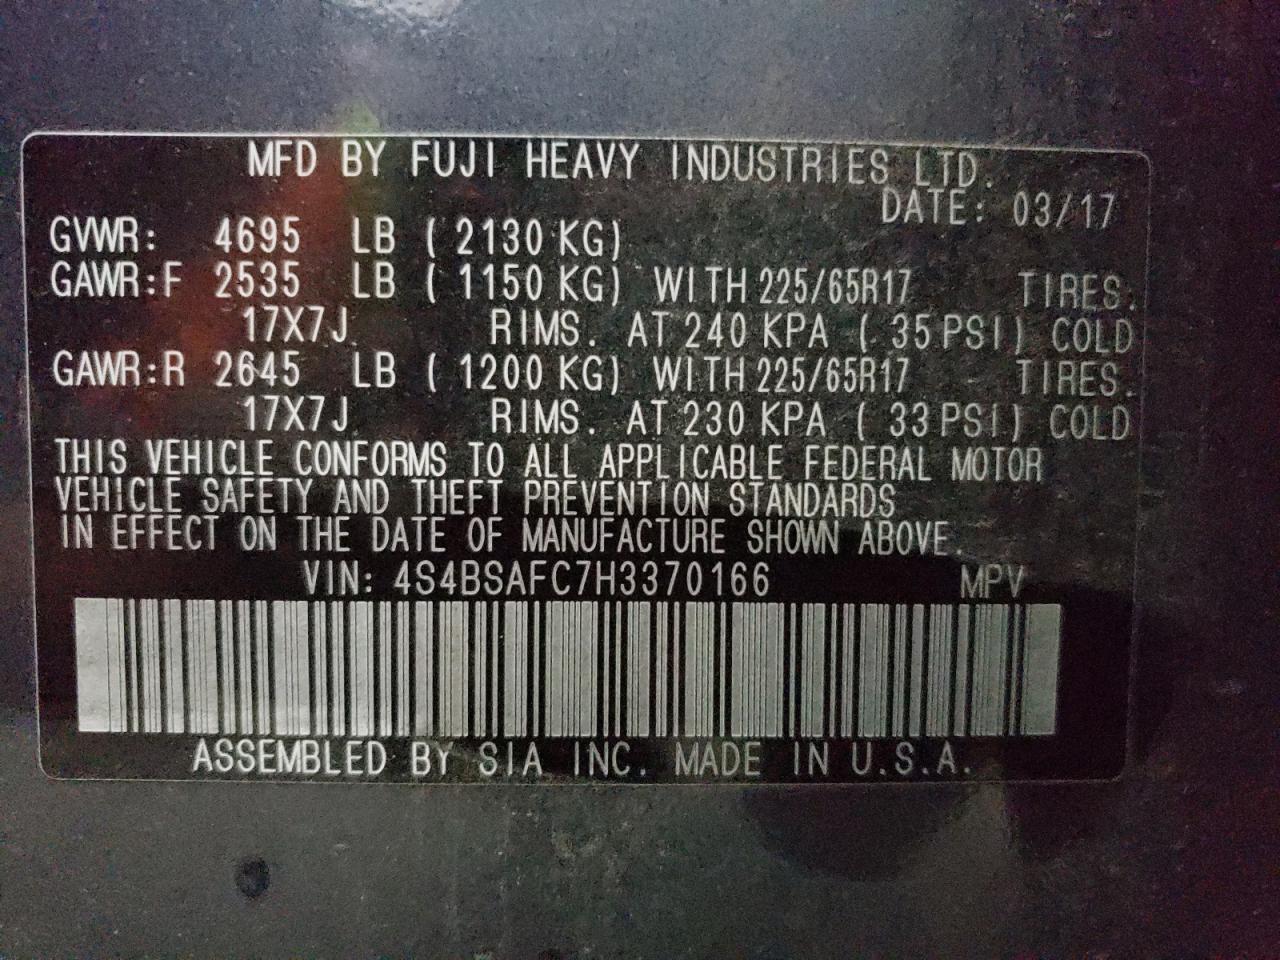 MFD BY FUJI HEAVY INDUSTRIES LTD.
DATE: 03/17
GVWR: 4695 LB ( 2130 KG)
GAWR:F 2535 LB ( 1150 KG) WITH 225/65R17 TIRES.
17X7J RIMS. AT 240 KPA ( 35 PSI) COLD
GAWR:R 2645 LB ( 1200 KG) WITH 225/65R17 TIRES.
17X7J RIMS. AT 230 KPA ( 33 PSI) COLD
THIS VEHICLE CONFORMS TO ALL APPLICABLE FEDERAL MOTOR
VEHICLE SAFETY AND THEFT PREVENTION STANDARDS
IN EFFECT ON THE DATE OF MANUFACTURE SHOWN ABOVE.
VIN: 4S4BSAFC7H3370166 MPV
ASSEMBLED BY SIA INC. MADE IN U.S.A.